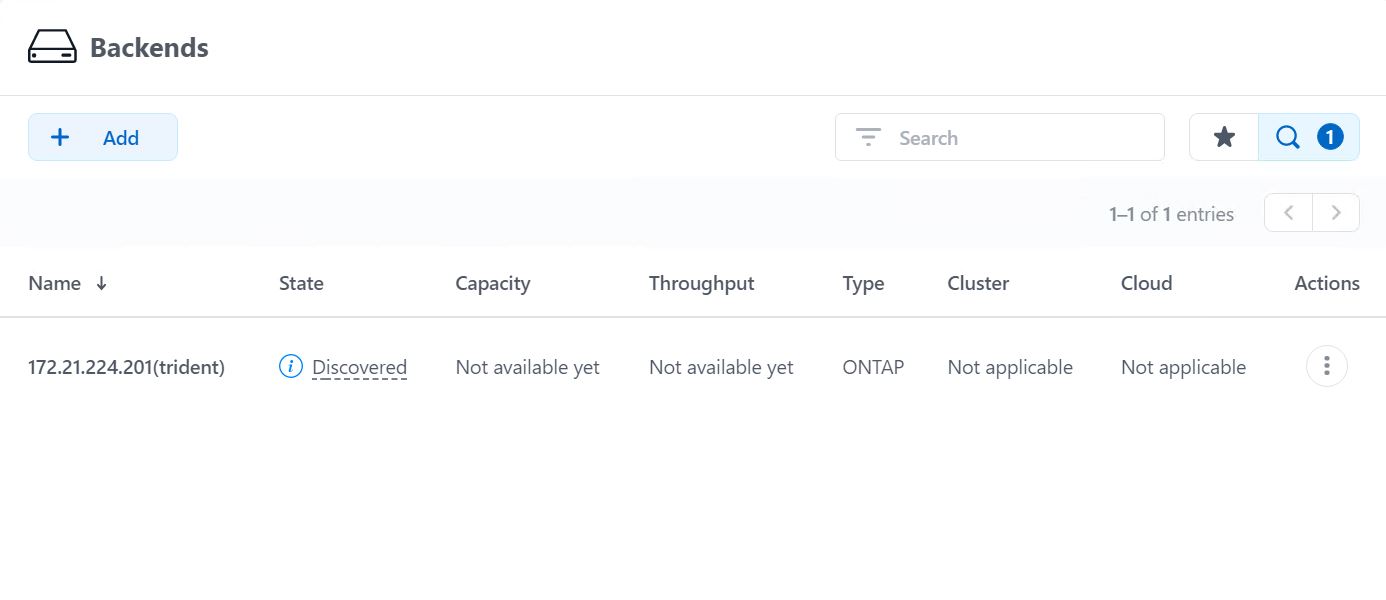 Backends
+ Add
Search
1
1–1 of 1 entries
Name ↓ State Capacity Throughput Type Cluster Cloud Actions
172.21.224.201(trident) Discovered Not available yet Not available yet ONTAP Not applicable Not applicable